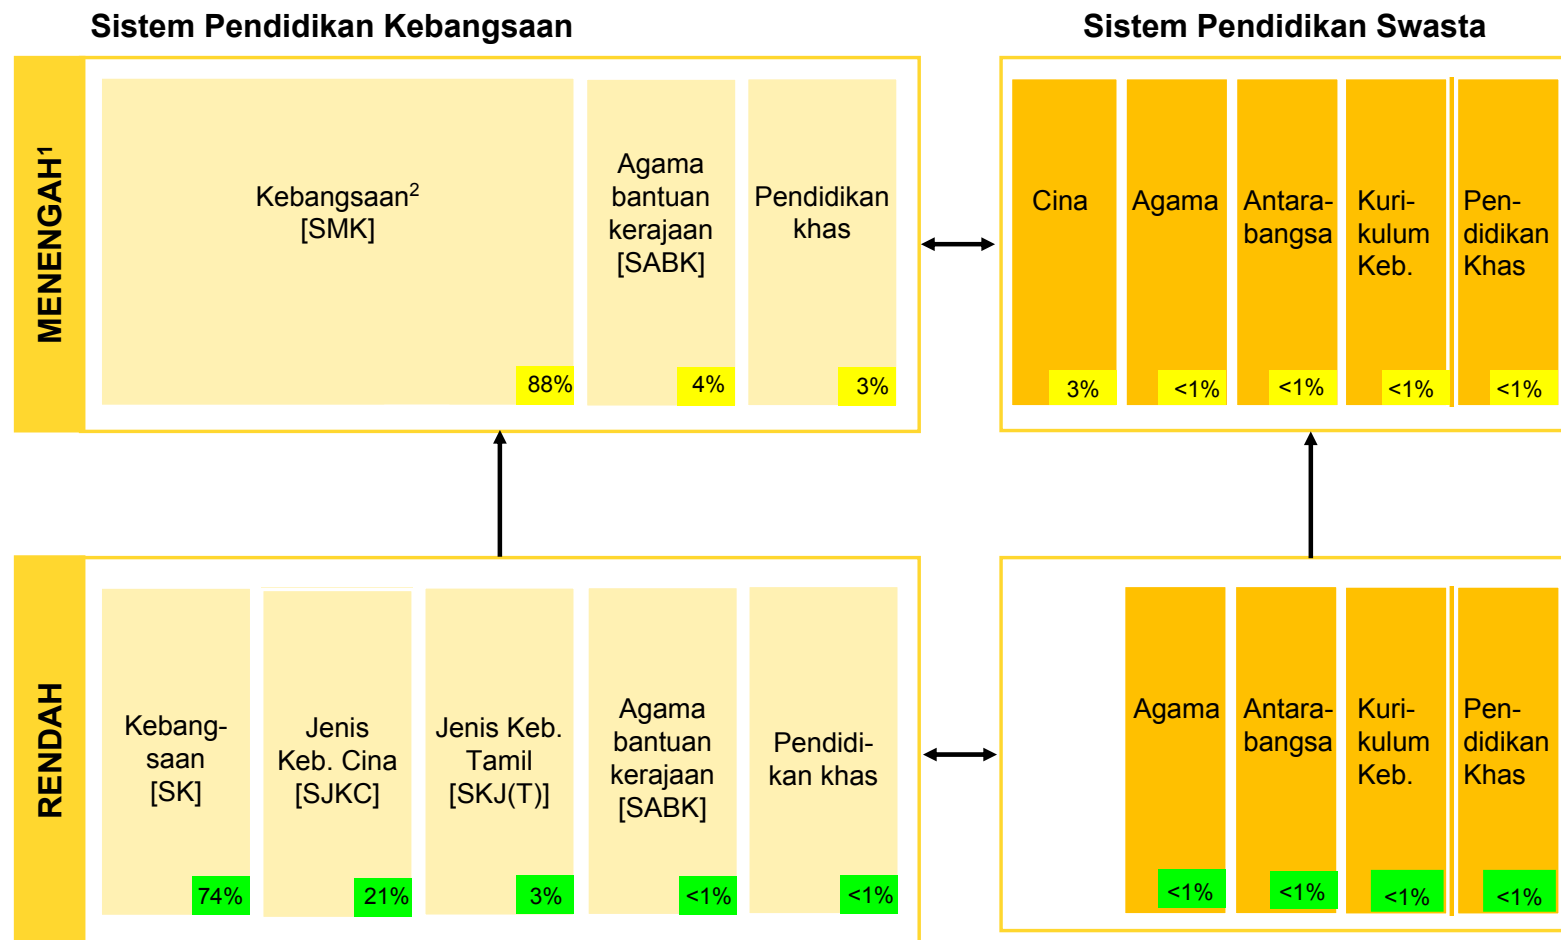 Sistem Pendidikan Kebangsaan
Sistem Pendidikan Swasta
MENENGAH¹
Kebangsaan²
[SMK]
88%
Agama
bantuan
kerajaan
[SABK]
4%
Pendidikan
khas
3%
Cina
3%
Agama
<1%
Antara-
bangsa
<1%
Kuri-
kulum
Keb.
<1%
Pen-
didikan
Khas
<1%
RENDAH
Kebang-
saan
[SK]
74%
Jenis
Keb. Cina
[SJKC]
21%
Jenis Keb.
Tamil
[SKJ(T)]
3%
Agama
bantuan
kerajaan
[SABK]
<1%
Pendidi-
kan khas
<1%
Agama
<1%
Antara-
bangsa
<1%
Kuri-
kulum
Keb.
<1%
Pen-
didikan
Khas
<1%